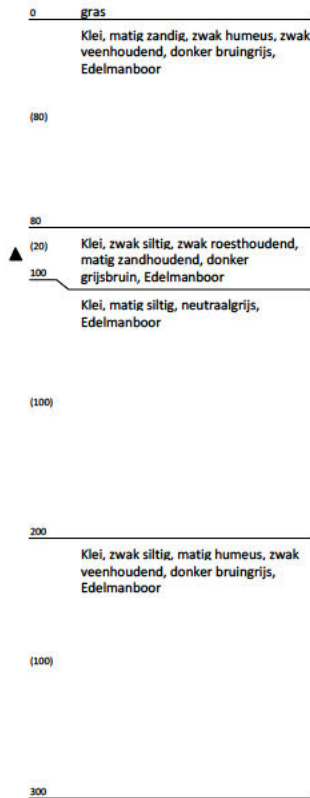 0 gras
Klei, matig zandig, zwak humeus, zwak
veenhoudend, donker bruingrijs,
Edelmanboor
(80)
80
(20) Klei, zwak siltig, zwak roesthoudend,
matig zandhoudend, donker
100 grijsbruin, Edelmanboor
Klei, matig siltig, neutraalgrijs,
Edelmanboor
(100)
200
Klei, zwak siltig, matig humeus, zwak
veenhoudend, donker bruingrijs,
Edelmanboor
(100)
300